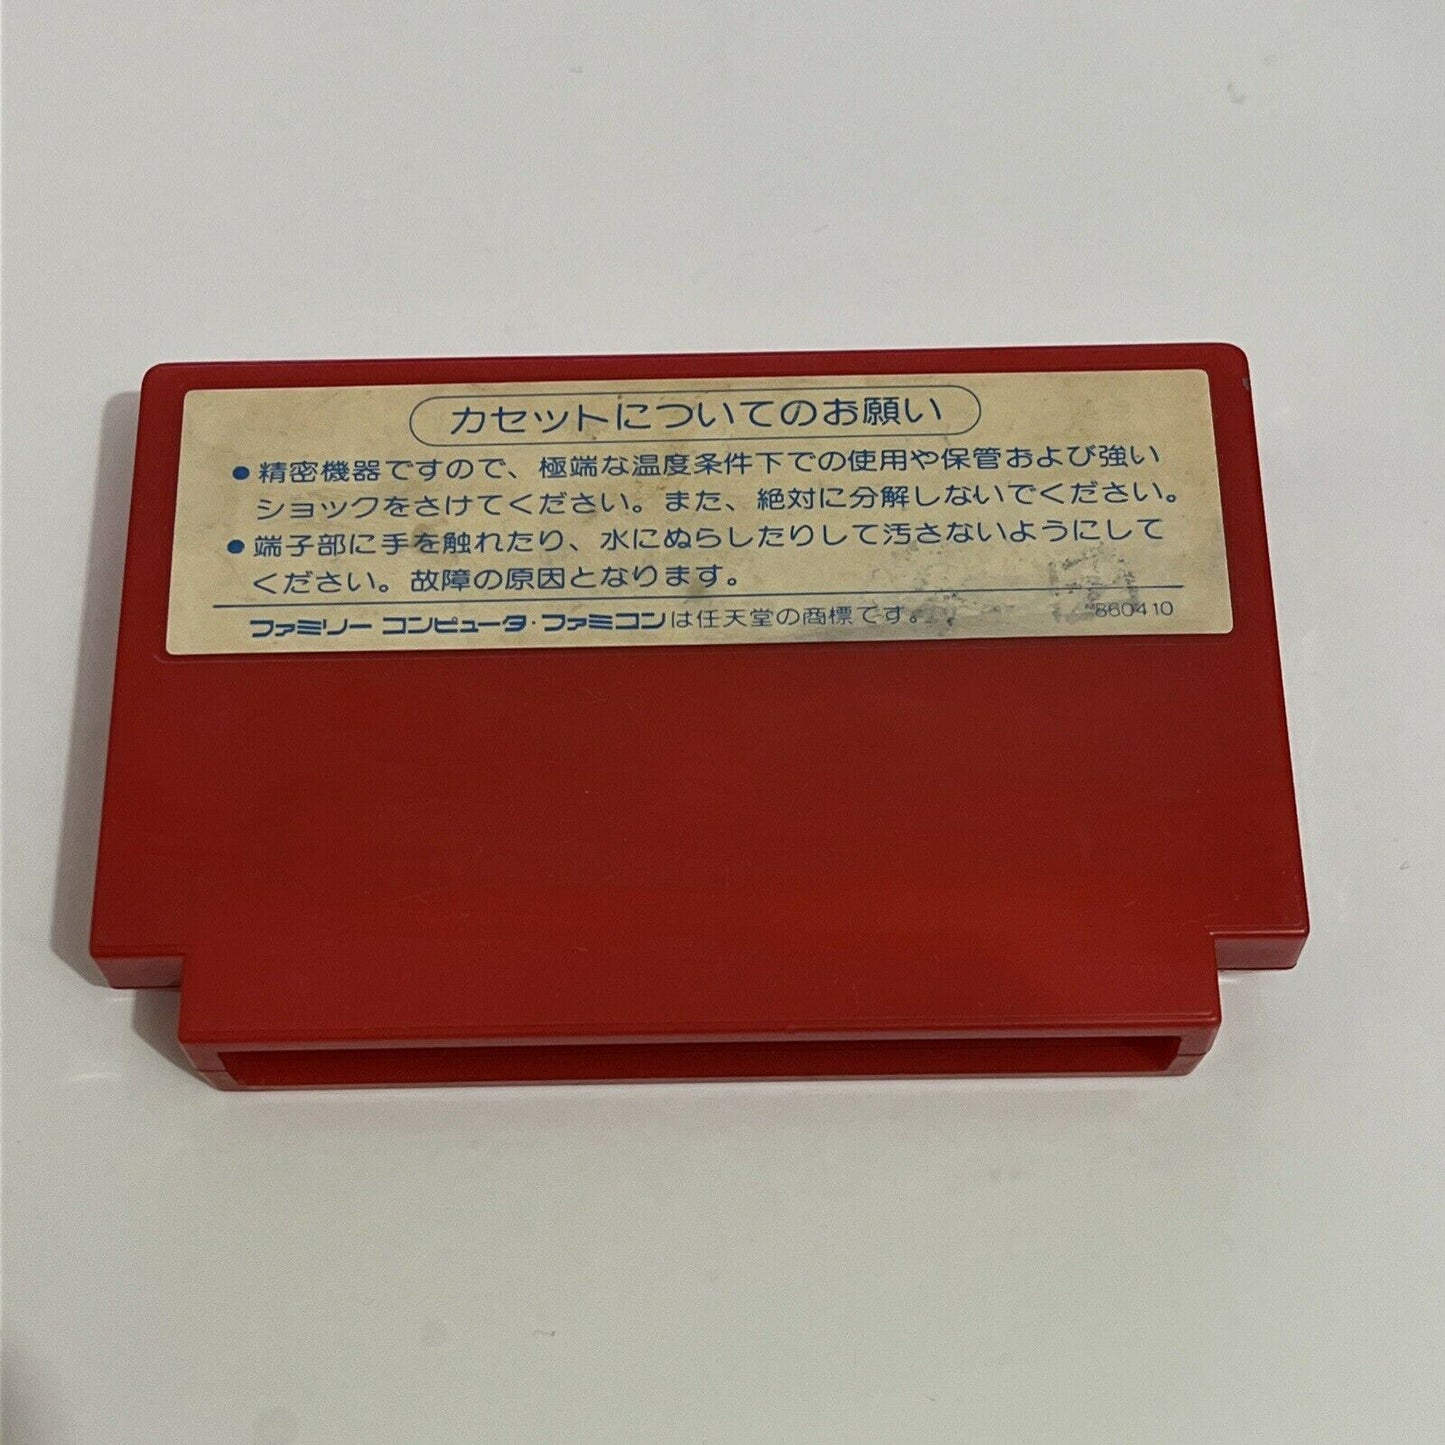 カセットについてのお願い
●精密機器ですので、極端な温度条件下での使用や保管および強い
ショックをさけてください。また、絶対に分解しないでください。
●端子部に手を触れたり、水にぬらしたりして汚さないようにして
ください。故障の原因となります。
ファミリー コンピュータ・ファミコンは任天堂の商標です。 860410